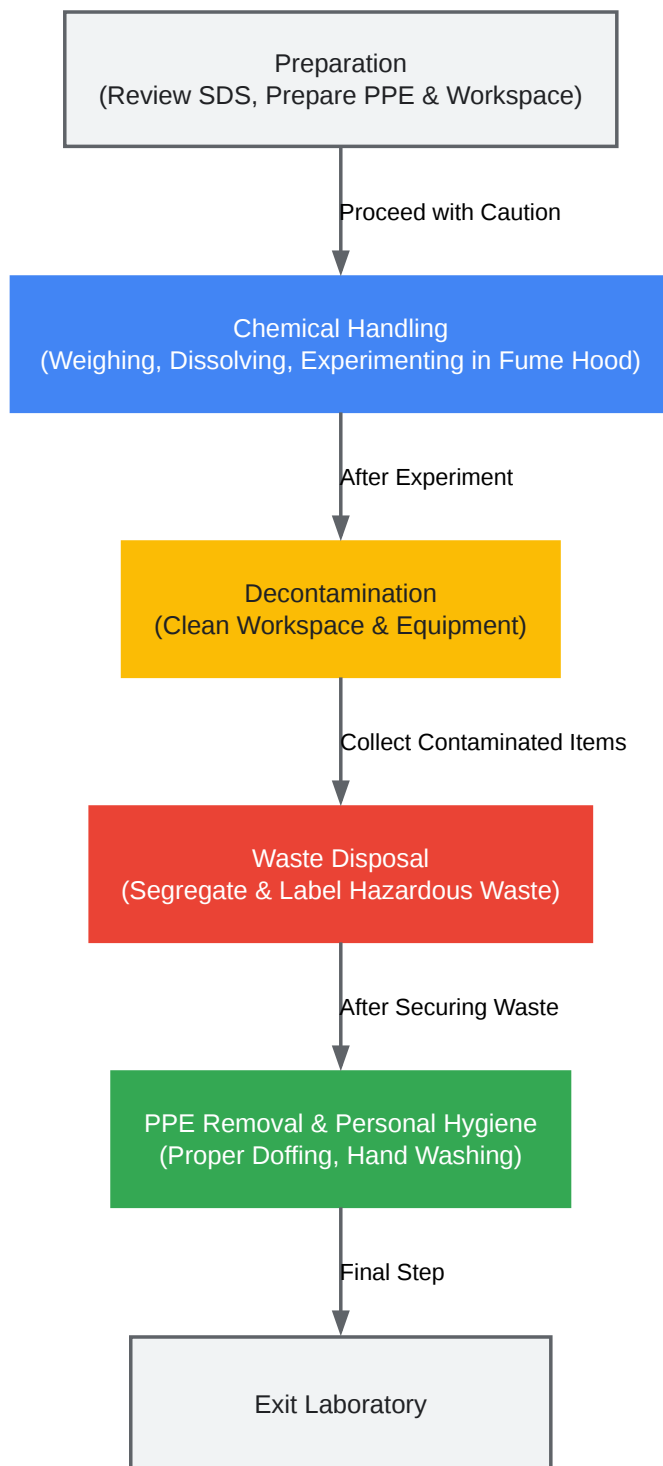 Preparation
(Review SDS, Prepare PPE & Workspace)
Proceed with Caution
Chemical Handling
(Weighing, Dissolving, Experimenting in Fume Hood)
After Experiment
Decontamination
(Clean Workspace & Equipment)
Collect Contaminated Items
Waste Disposal
(Segregate & Label Hazardous Waste)
After Securing Waste
PPE Removal & Personal Hygiene
(Proper Doffing, Hand Washing)
Final Step
Exit Laboratory